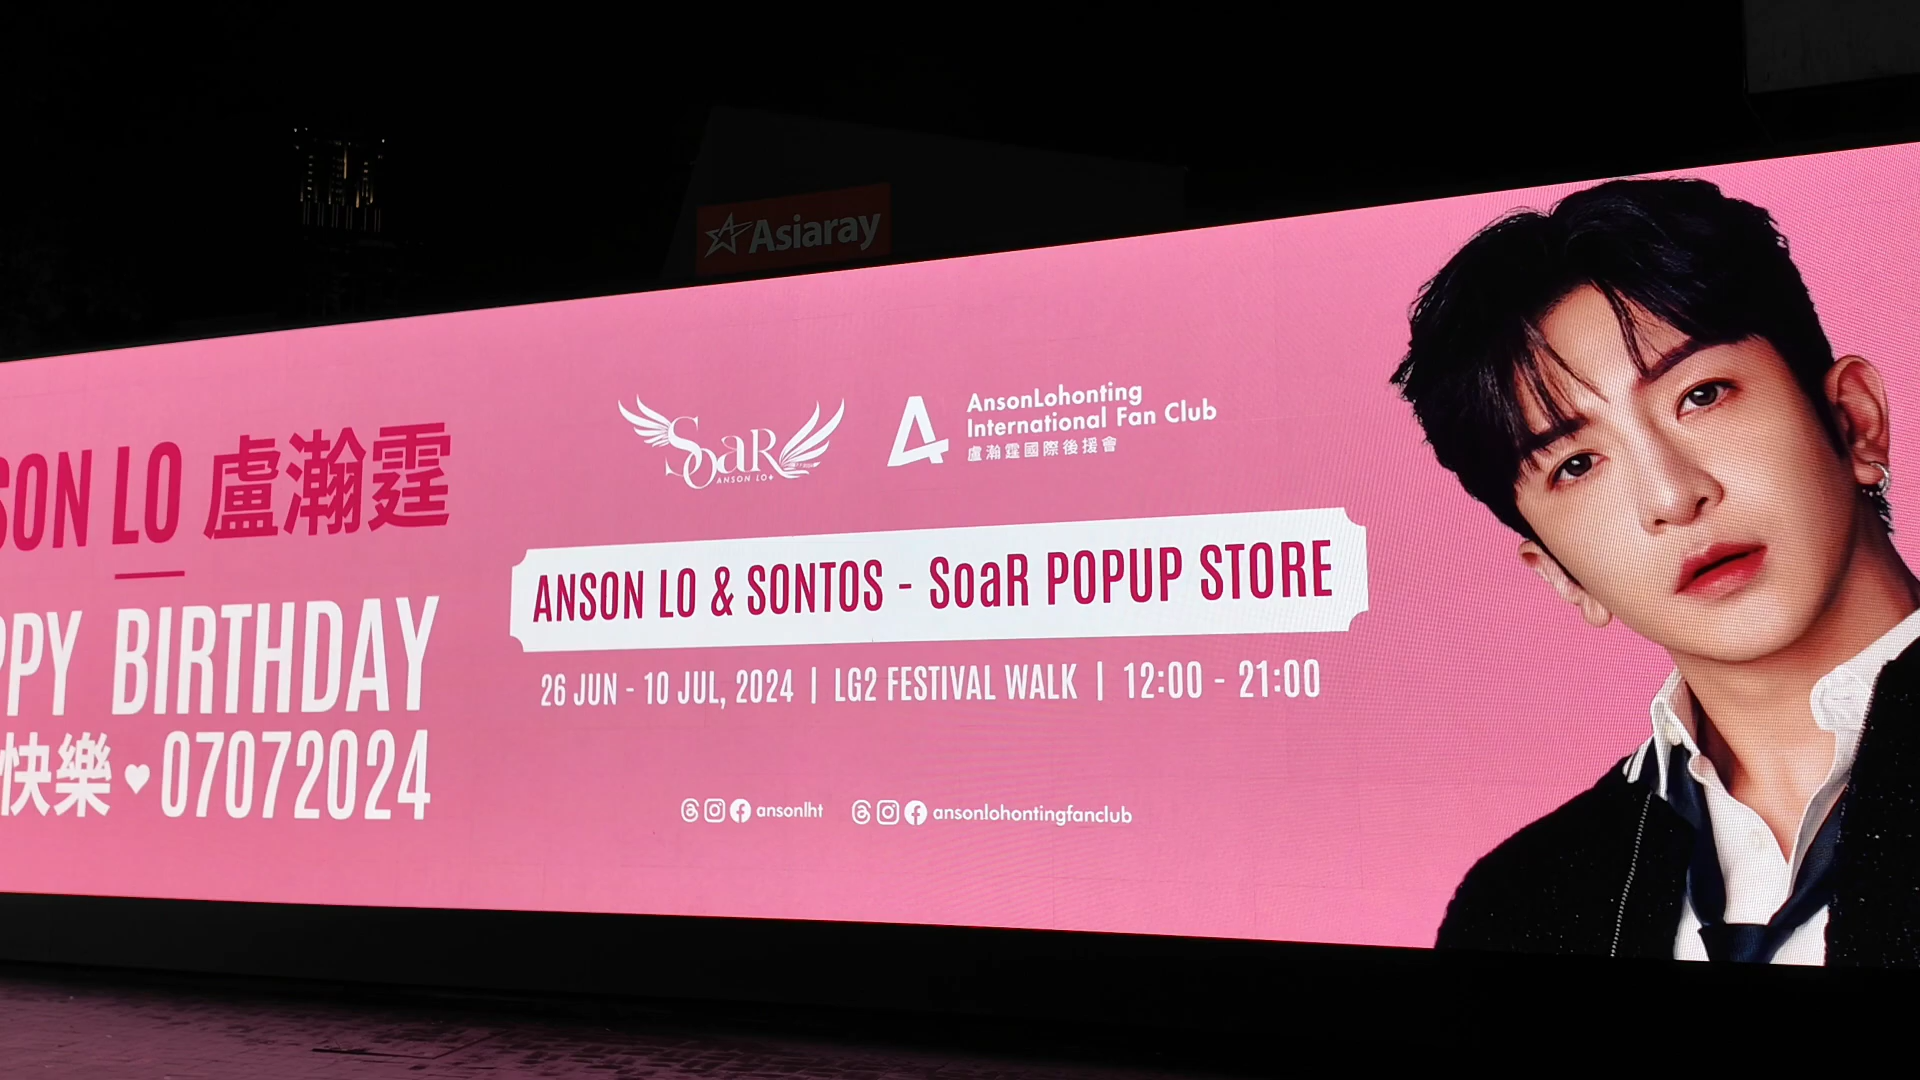 Asiaray
SON LO 盧瀚霆
PPY BIRTHDAY
快樂♥07072024
SoaR
ANSON LO
AnsonLohonting
International Fan Club
盧瀚霆國際後援會
ANSON LO & SONTOS - SoaR POPUP STORE
26 JUN - 10 JUL, 2024 | LG2 FESTIVAL WALK | 12:00 - 21:00
ansonlht ansonlohontingfanclub